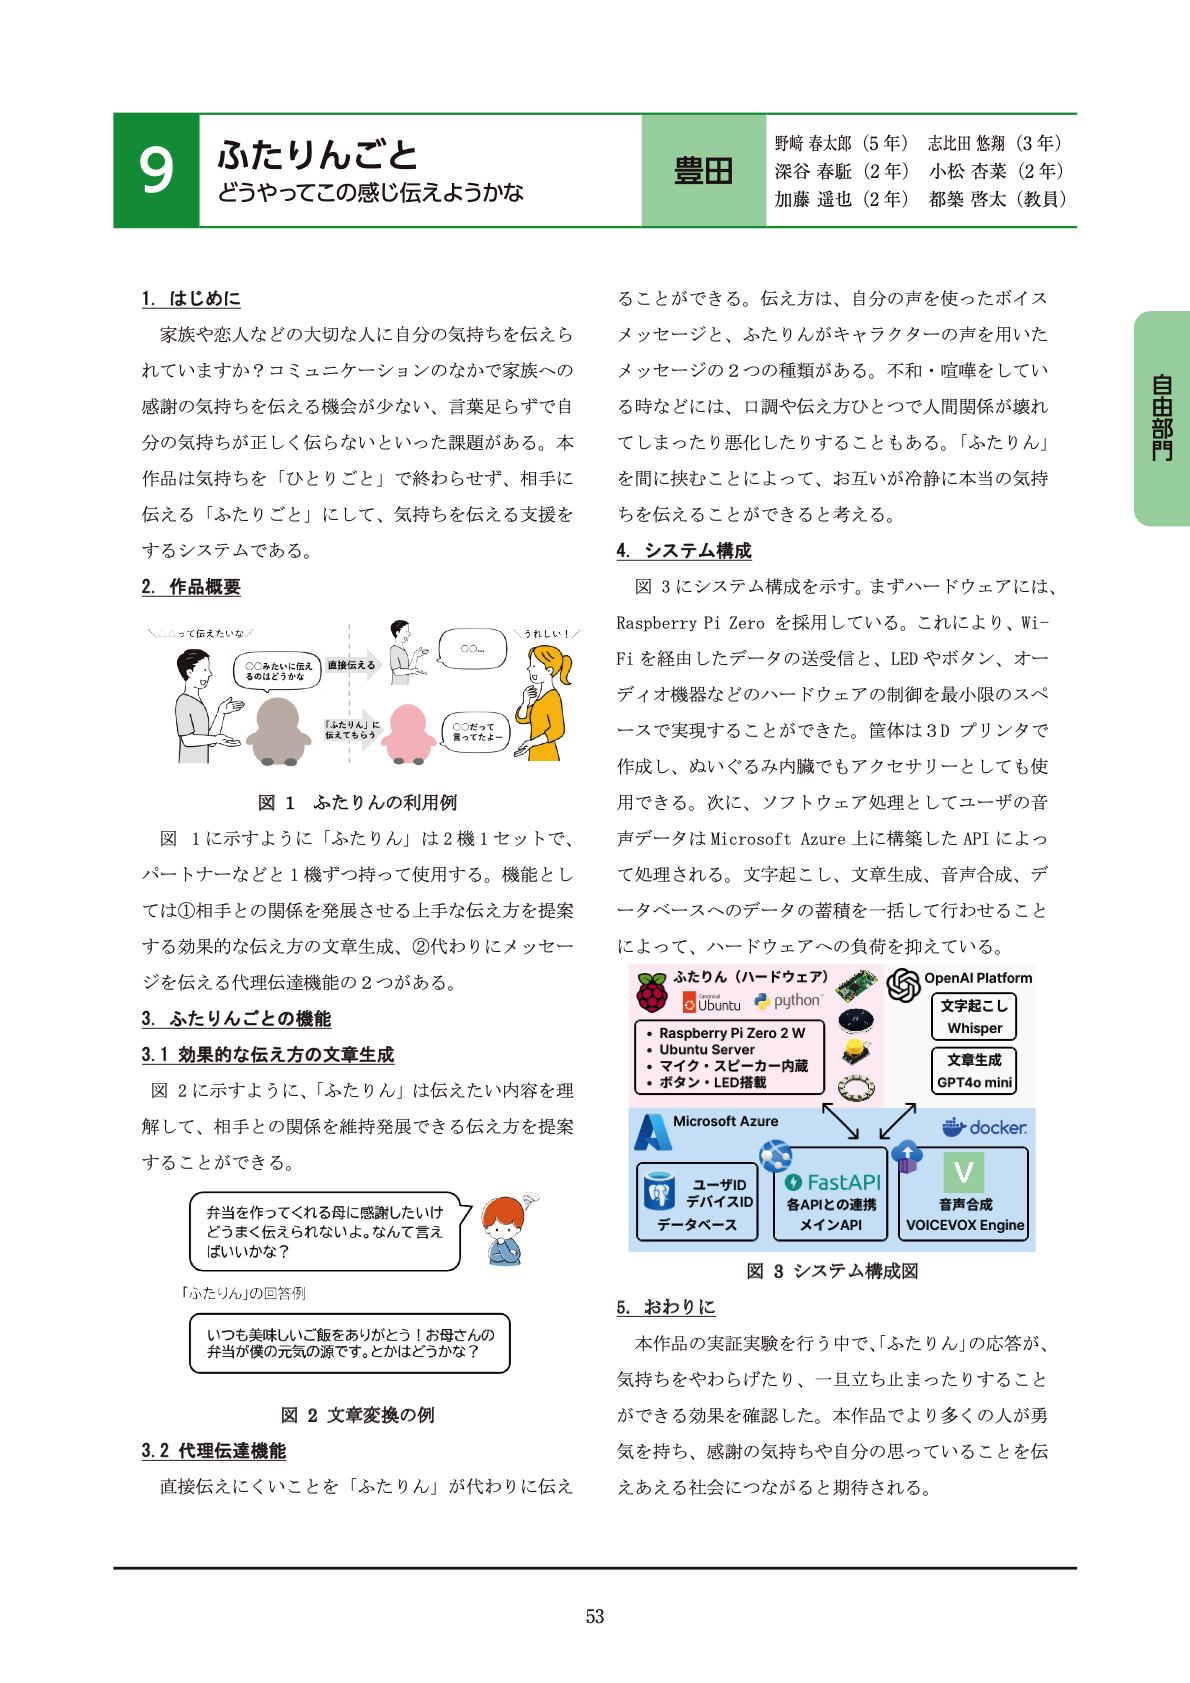 9
ふたりんごと
どうやってこの感じ伝えようかな
豊田
野﨑 春太郎（5 年） 志比田 悠翔（3 年）
深谷 春駈（2 年） 小松 杏菜（2 年）
加藤 遥也（2 年） 都築 啓太（教員）
自由部門
1. はじめに
家族や恋人などの大切な人に自分の気持ちを伝えら
れていますか？コミュニケーションのなかで家族への
感謝の気持ちを伝える機会が少ない、言葉足らずで自
分の気持ちが正しく伝らないといった課題がある。本
作品は気持ちを「ひとりごと」で終わらせず、相手に
伝える「ふたりごと」にして、気持ちを伝える支援を
するシステムである。
2. 作品概要
＼△△って伝えたいな／
○○みたいに伝え
るのはどうかな
直接伝える
○○…
＼うれしい！／
「ふたりん」に
伝えてもらう
○○だって
言ってたよー
図 1 ふたりんの利用例
図 1 に示すように「ふたりん」は 2 機 1 セットで、
パートナーなどと 1 機ずつ持って使用する。機能とし
ては①相手との関係を発展させる上手な伝え方を提案
する効果的な伝え方の文章生成、②代わりにメッセー
ジを伝える代理伝達機能の 2 つがある。
3. ふたりんごとの機能
3.1 効果的な伝え方の文章生成
図 2 に示すように、「ふたりん」は伝えたい内容を理
解して、相手との関係を維持発展できる伝え方を提案
することができる。
弁当を作ってくれる母に感謝したいけ
どうまく伝えられないよ。なんて言え
ばいいかな？
「ふたりん」の回答例
いつも美味しいご飯をありがとう！お母さんの
弁当が僕の元気の源です。とかはどうかな？
図 2 文章変換の例
3.2 代理伝達機能
直接伝えにくいことを「ふたりん」が代わりに伝え
ることができる。伝え方は、自分の声を使ったボイス
メッセージと、ふたりんがキャラクターの声を用いた
メッセージの 2 つの種類がある。不和・喧嘩をしてい
る時などには、口調や伝え方ひとつで人間関係が壊れ
てしまったり悪化したりすることもある。「ふたりん」
を間に挟むことによって、お互いが冷静に本当の気持
ちを伝えることができると考える。
4. システム構成
図 3 にシステム構成を示す。まずハードウェアには、
Raspberry Pi Zero を採用している。これにより、Wi-
Fi を経由したデータの送受信と、LED やボタン、オー
ディオ機器などのハードウェアの制御を最小限のスペ
ースで実現することができた。筐体は 3D プリンタで
作成し、ぬいぐるみ内臓でもアクセサリーとしても使
用できる。次に、ソフトウェア処理としてユーザの音
声データは Microsoft Azure 上に構築した API によっ
て処理される。文字起こし、文章生成、音声合成、デ
ータベースへのデータの蓄積を一括して行わせること
によって、ハードウェアへの負荷を抑えている。
ふたりん（ハードウェア）
Canonical
Ubuntu
python
・ Raspberry Pi Zero 2 W
・ Ubuntu Server
・ マイク・スピーカー内蔵
・ ボタン・LED搭載
OpenAI Platform
文字起こし
Whisper
文章生成
GPT4o mini
Microsoft Azure
docker
ユーザID
デバイスID
データベース
FastAPI
各APIとの連携
メインAPI
V
音声合成
VOICEVOX Engine
図 3 システム構成図
5. おわりに
本作品の実証実験を行う中で、「ふたりん」の応答が、
気持ちをやわらげたり、一旦立ち止まったりすること
ができる効果を確認した。本作品でより多くの人が勇
気を持ち、感謝の気持ちや自分の思っていることを伝
えあえる社会につながると期待される。
53